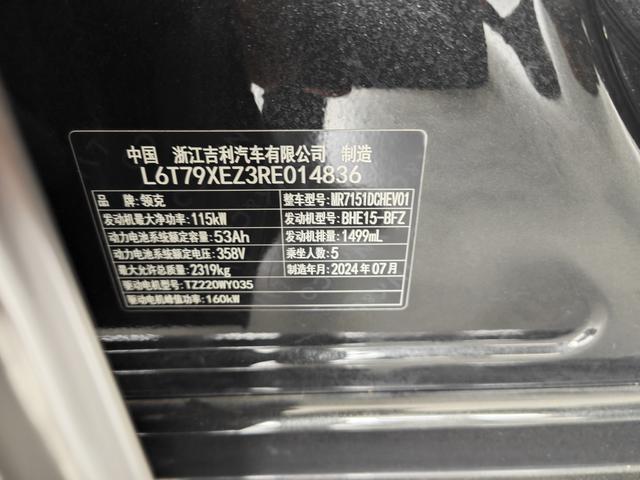 中国 浙江吉利汽车有限公司 制造
L6T79XEZ3RE014836
品 牌:领克 整车型号:MR7151DCHEV01
发动机最大净功率:115kW 发动机型号:BHE15-BFZ
动力电池系统额定容量:53Ah 发动机排量:1499mL
动力电池系统额定电压:358V 乘坐人数:5
最大允许总质量:2319kg 制造年月:2024年07月
驱动电机型号:TZ220WY035
驱动电机峰值功率:160kW